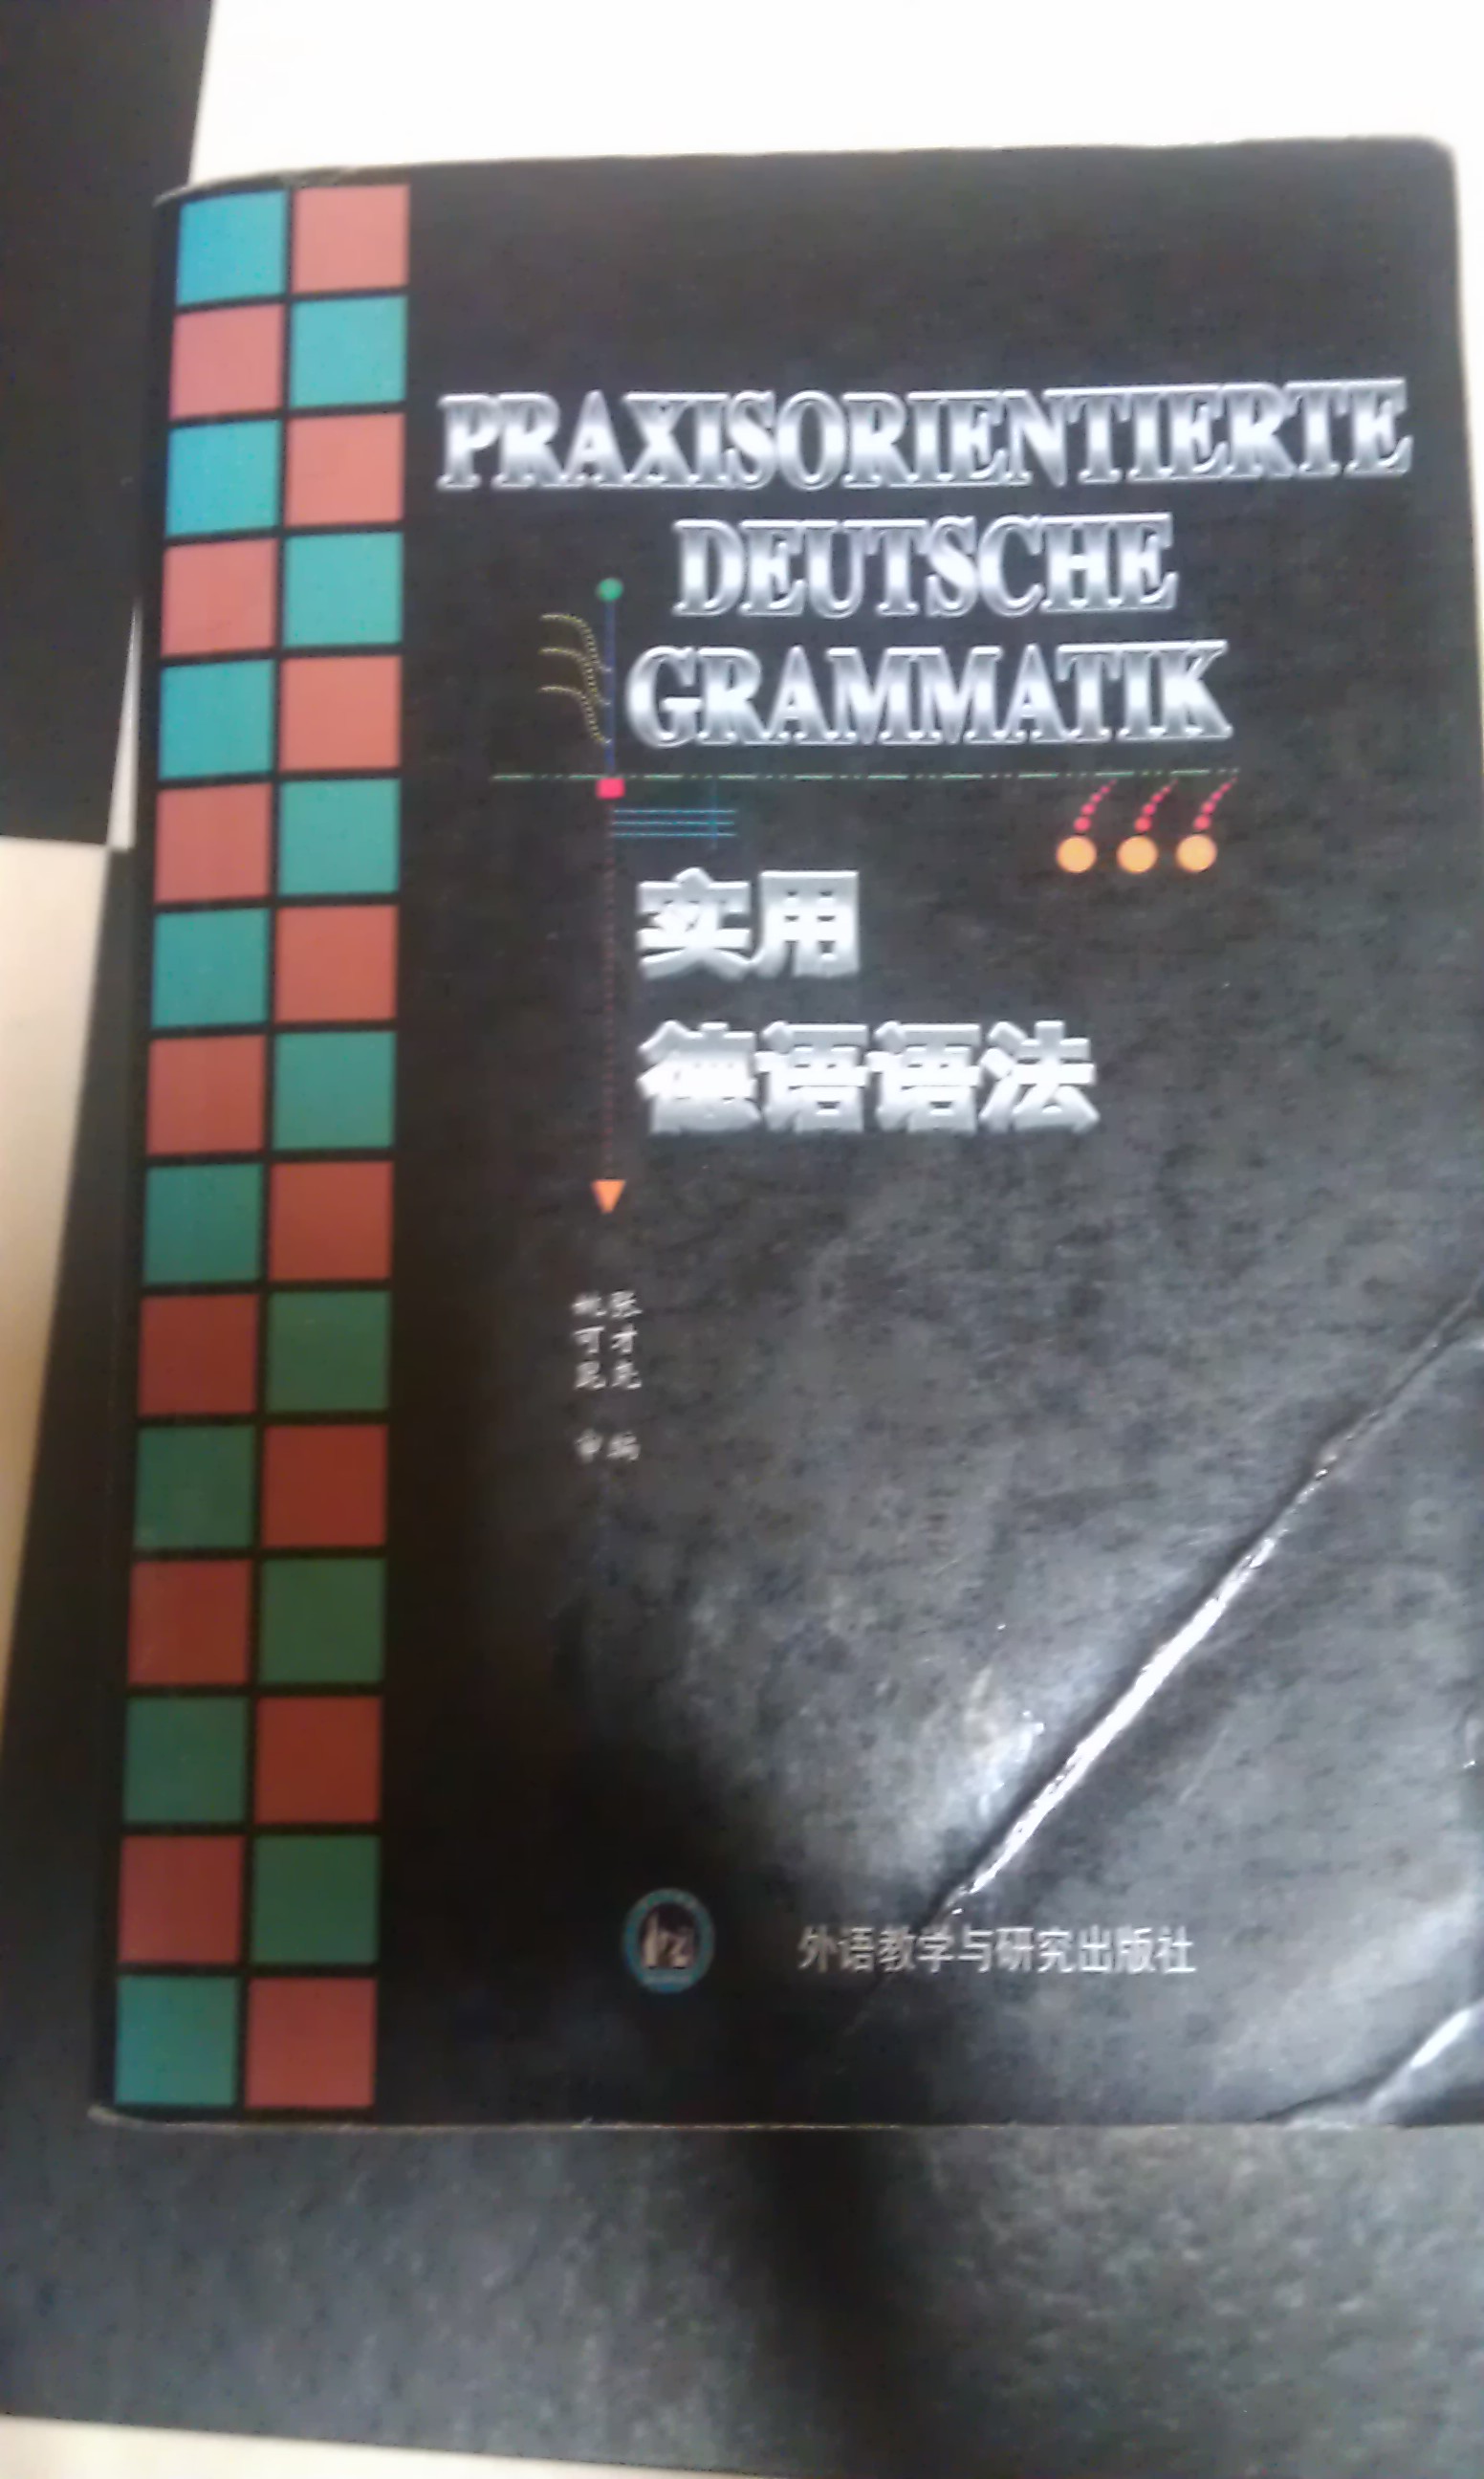 PRAXISORIENTIERTE
DEUTSCHE
GRAMMATIK
实用
德语语法
张才尧 编
姚可昆 审
外语教学与研究出版社